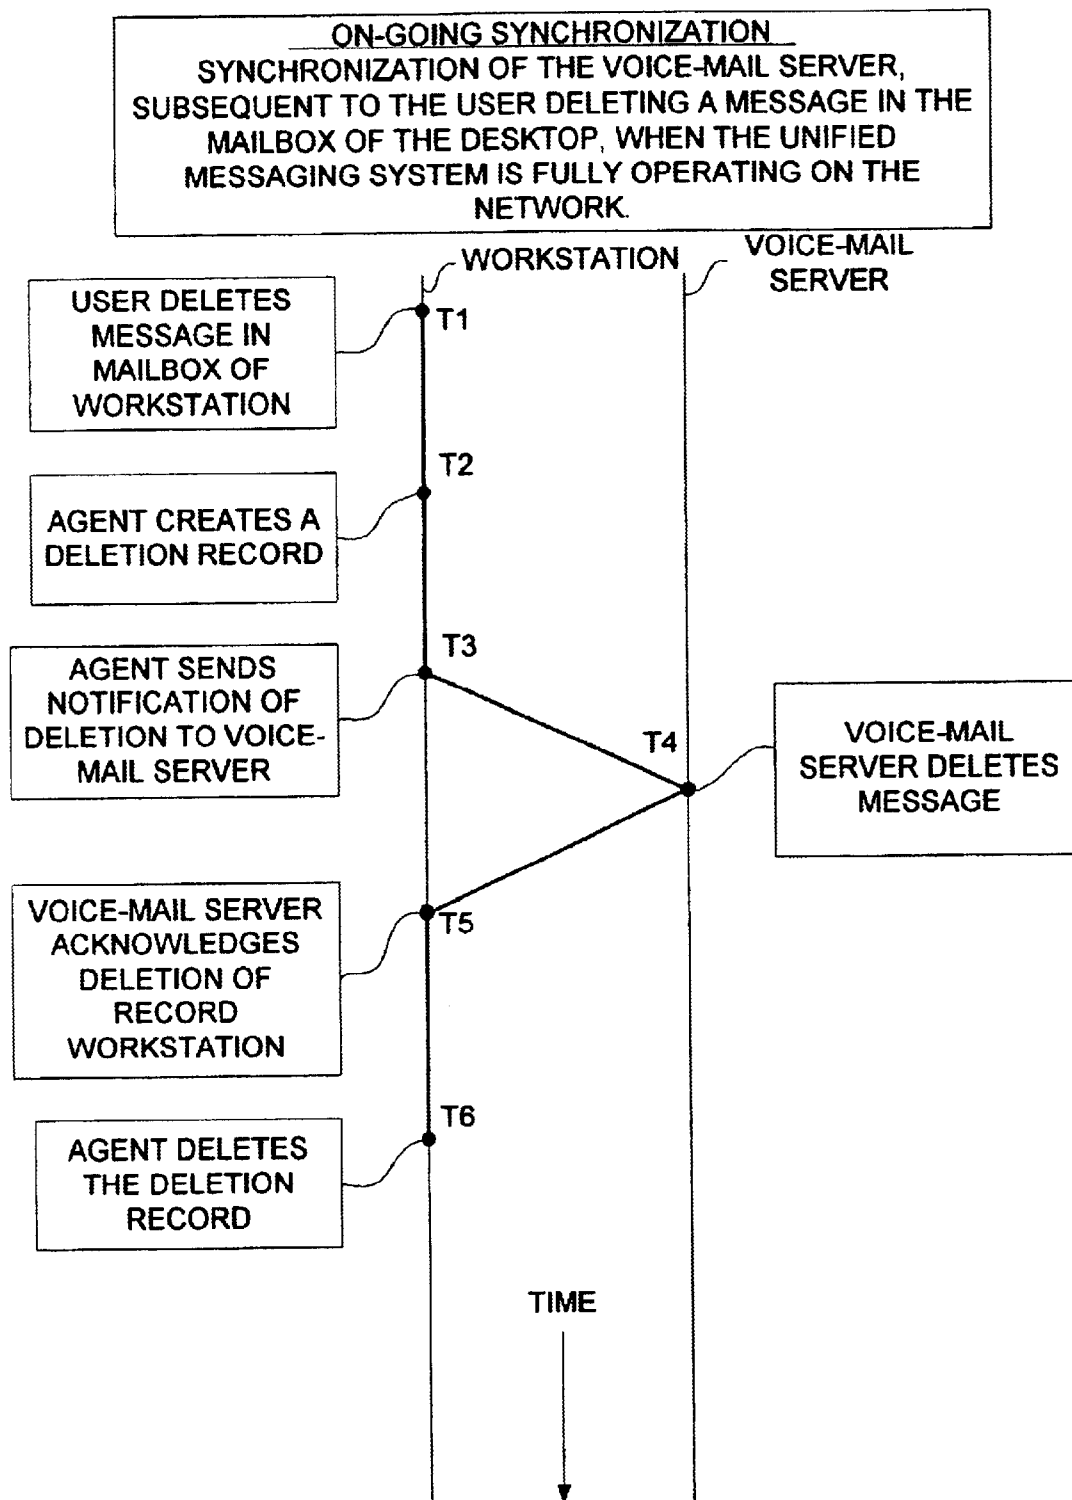 ON-GOING SYNCHRONIZATION
SYNCHRONIZATION OF THE VOICE-MAIL SERVER,
SUBSEQUENT TO THE USER DELETING A MESSAGE IN THE
MAILBOX OF THE DESKTOP, WHEN THE UNIFIED
MESSAGING SYSTEM IS FULLY OPERATING ON THE
NETWORK.
WORKSTATION
VOICE-MAIL
SERVER
USER DELETES
MESSAGE IN
MAILBOX OF
WORKSTATION
T1
T2
AGENT CREATES A
DELETION RECORD
T3
AGENT SENDS
NOTIFICATION OF
DELETION TO VOICE-
MAIL SERVER
T4
VOICE-MAIL
SERVER DELETES
MESSAGE
VOICE-MAIL SERVER
ACKNOWLEDGES
DELETION OF
RECORD
WORKSTATION
T5
T6
AGENT DELETES
THE DELETION
RECORD
TIME